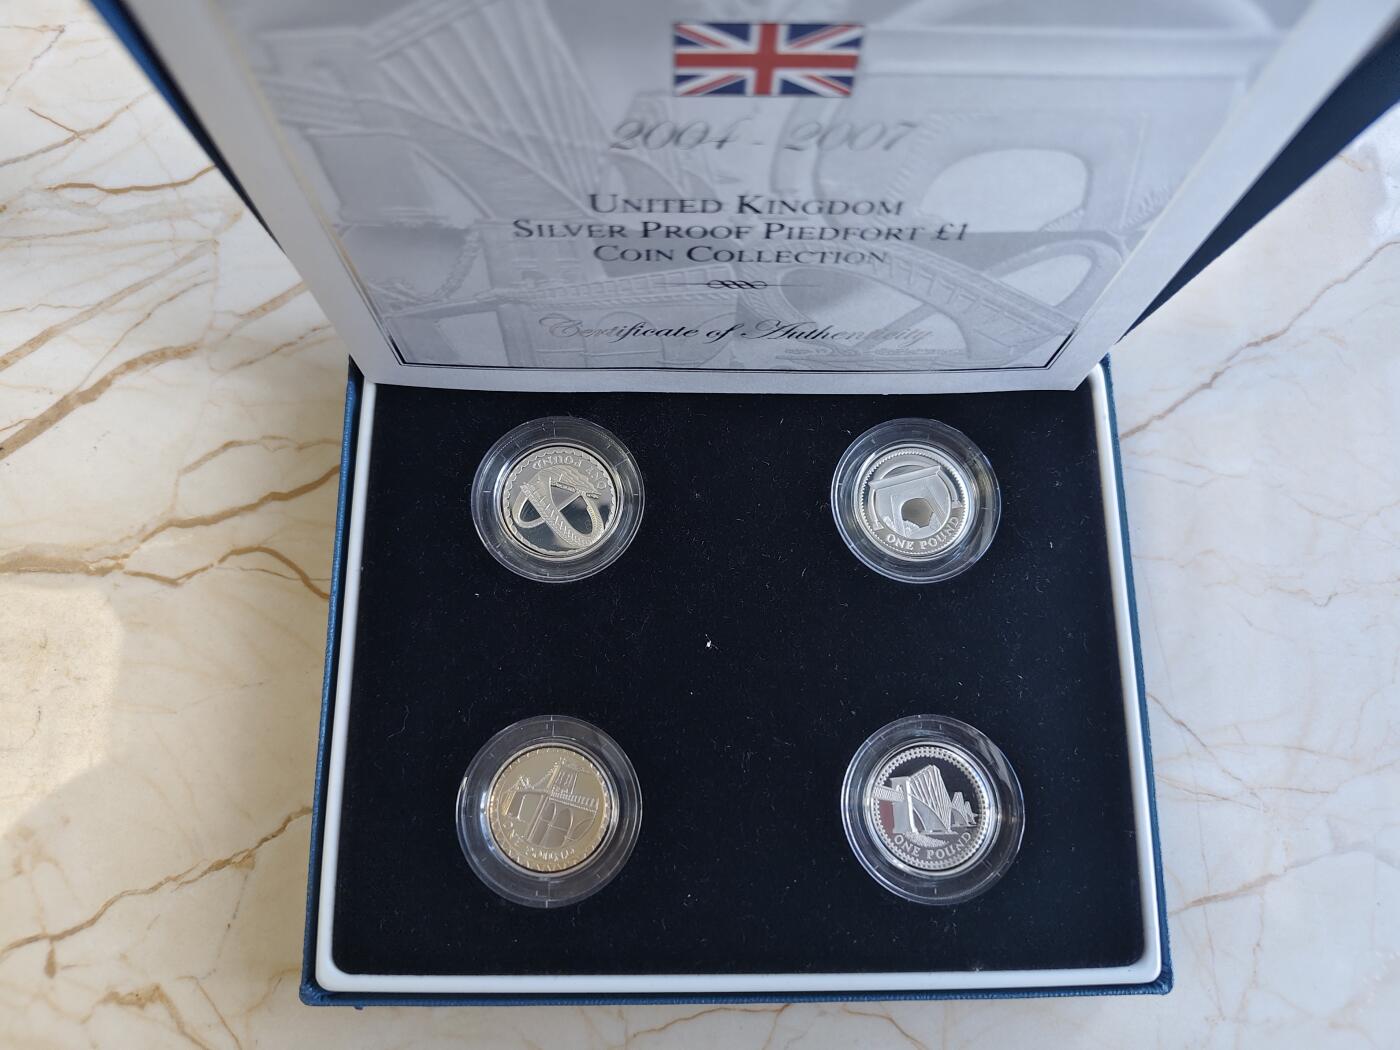 2004 - 2007
UNITED KINGDOM
SILVER PROOF PIEDFORT £1
COIN COLLECTION
Certificate of Authenticity
ONE POUND
ONE POUND
ONE POUND
ONE POUND